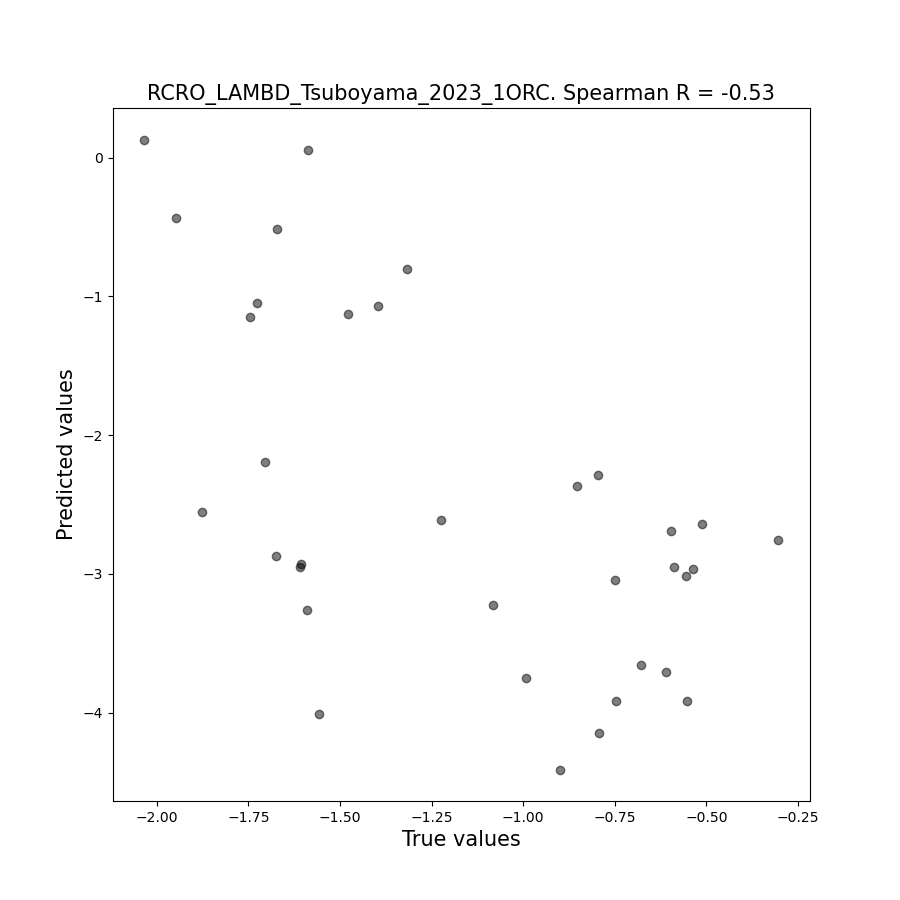 RCRO_LAMBD_Tsuboyama_2023_1ORC. Spearman R = -0.53
Predicted values
0
−1
−2
−3
−4
−2.00 −1.75 −1.50 −1.25 −1.00 −0.75 −0.50 −0.25
True values